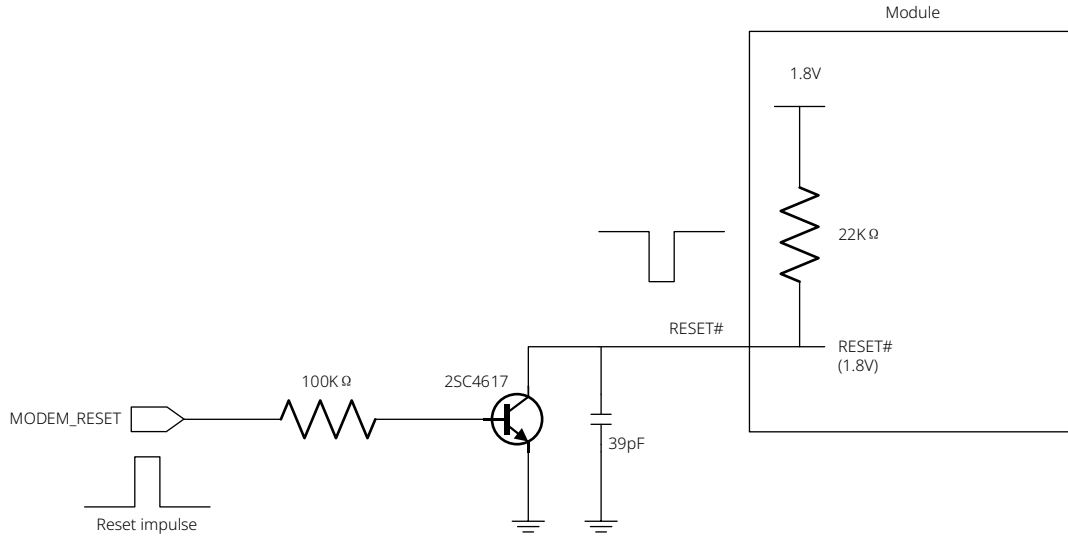 Module
1.8V
22KΩ
RESET#
RESET#
(1.8V)
100KΩ
2SC4617
MODEM_RESET
39pF
Reset impulse